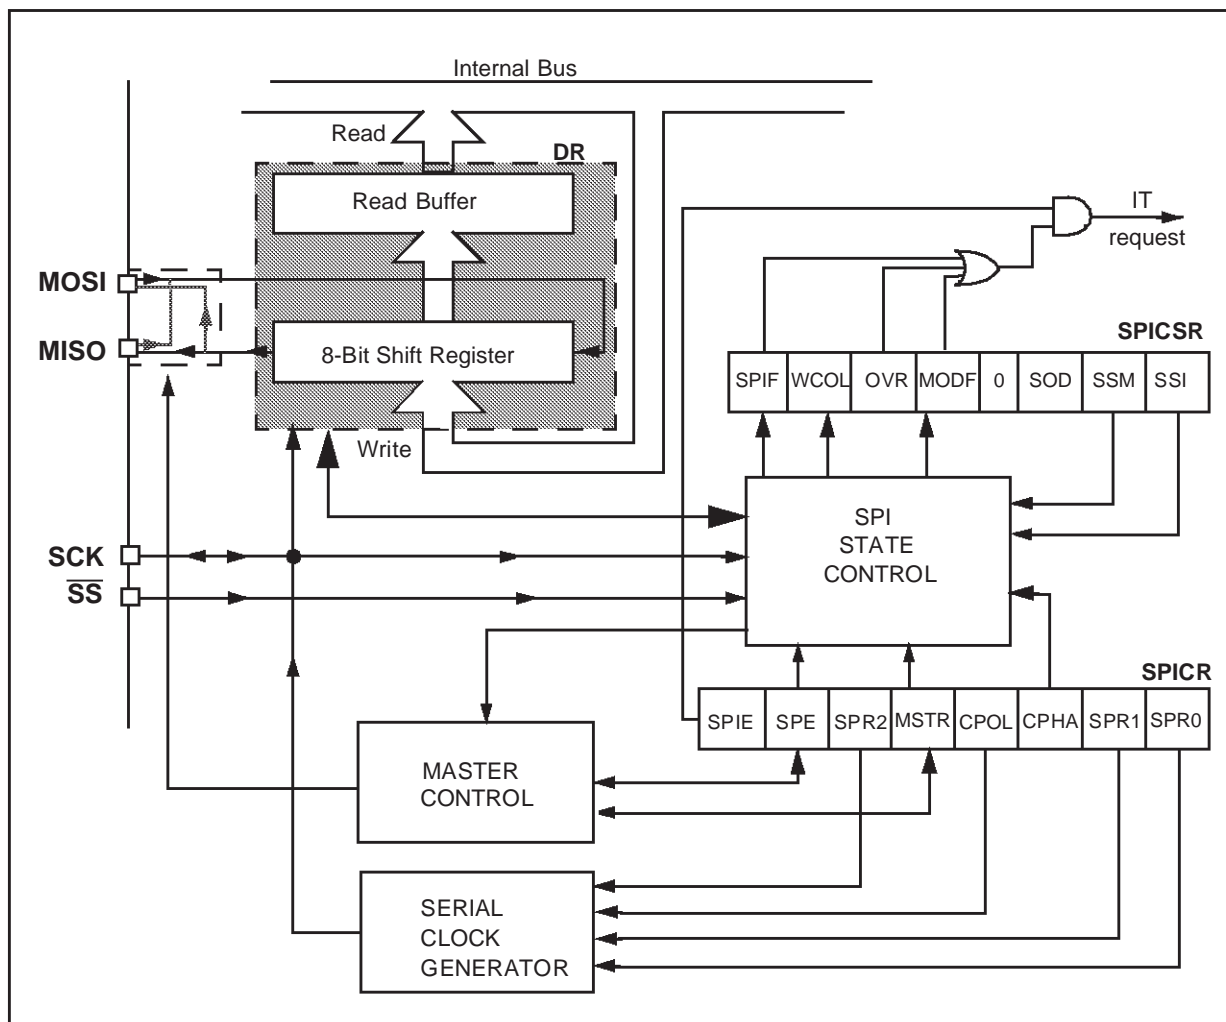 Internal Bus
Read
DR
Read Buffer
IT
request
MOSI
MISO
8-Bit Shift Register
SPICSR
SPIF WCOL OVR MODF 0 SOD SSM SSI
Write
SPI
STATE
CONTROL
SCK
SS
SPICR
SPIE SPE SPR2 MSTR CPOL CPHA SPR1 SPR0
MASTER
CONTROL
SERIAL
CLOCK
GENERATOR